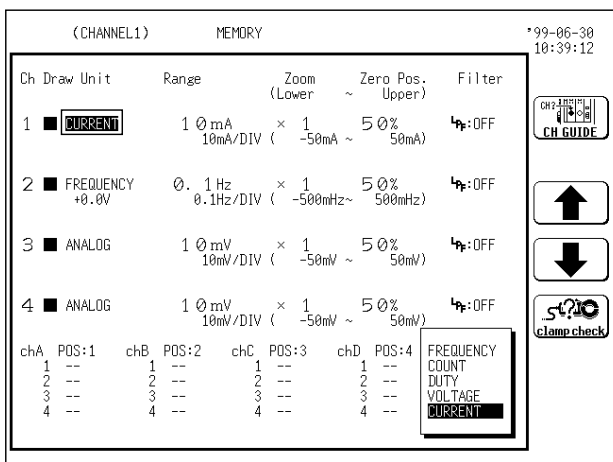 (CHANNEL1) MEMORY '99-06-30
10:39:12
Ch Draw Unit Range Zoom Zero Pos. Filter
(Lower ~ Upper)
1 ■ CURRENT 10mA × 1 50% LPF:OFF
10mA/DIV ( -50mA ~ 50mA)
CH?
CH GUIDE
2 ■ FREQUENCY 0. 1Hz × 1 50% LPF:OFF
+0.0V 0.1Hz/DIV ( -500mHz~ 500mHz)
3 ■ ANALOG 10mV × 1 50% LPF:OFF
10mV/DIV ( -50mV ~ 50mV)
4 ■ ANALOG 10mV × 1 50% LPF:OFF
10mV/DIV ( -50mV ~ 50mV)
clamp check
chA POS:1 chB POS:2 chC POS:3 chD POS:4
1 -- 1 -- 1 -- 1 --
2 -- 2 -- 2 -- 2 --
3 -- 3 -- 3 -- 3 --
4 -- 4 -- 4 -- 4 --
FREQUENCY
COUNT
DUTY
VOLTAGE
CURRENT